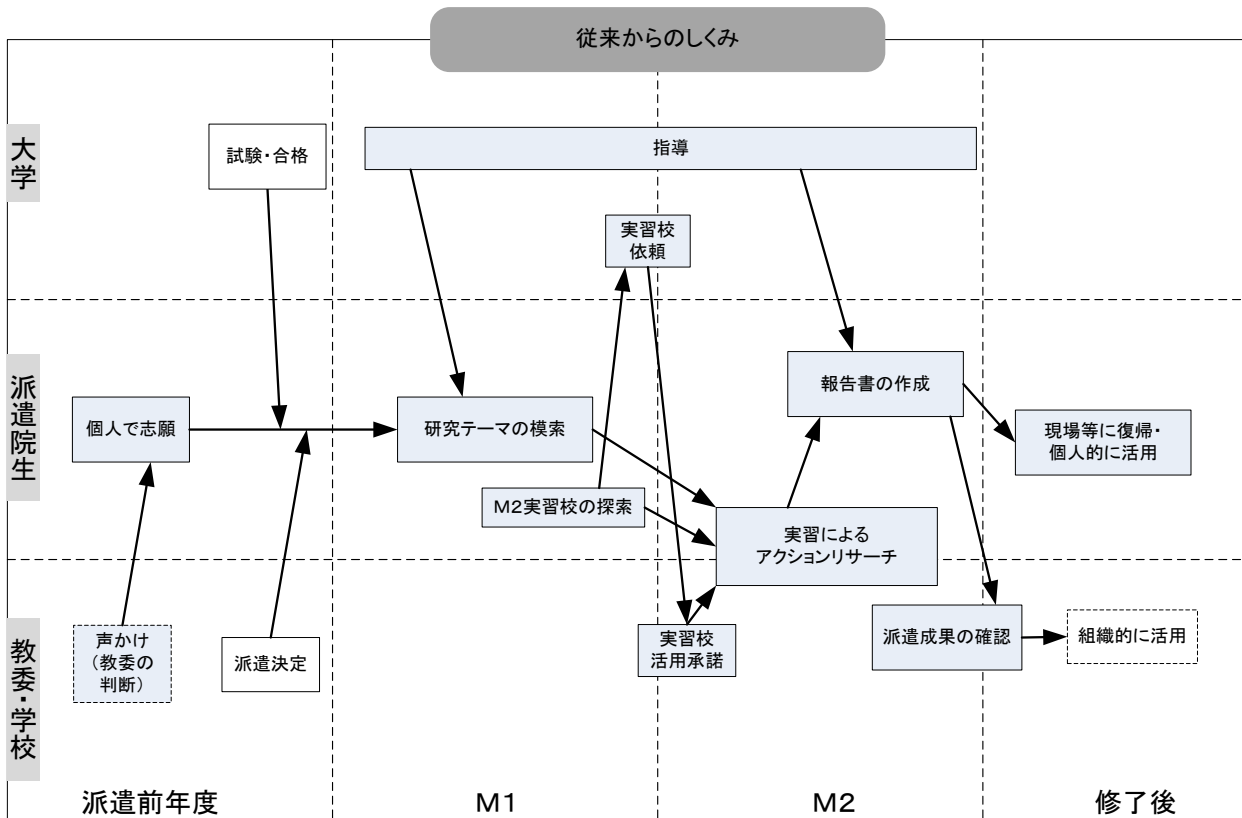 従来からのしくみ
大学
試験・合格
指導
実習校
依頼
派遣院生
個人で志願
研究テーマの模索
報告書の作成
現場等に復帰・
個人的に活用
M2実習校の探索
実習による
アクションリサーチ
教委・学校
声かけ
(教委の
判断)
派遣決定
実習校
活用承諾
派遣成果の確認
組織的に活用
派遣前年度
M1
M2
修了後